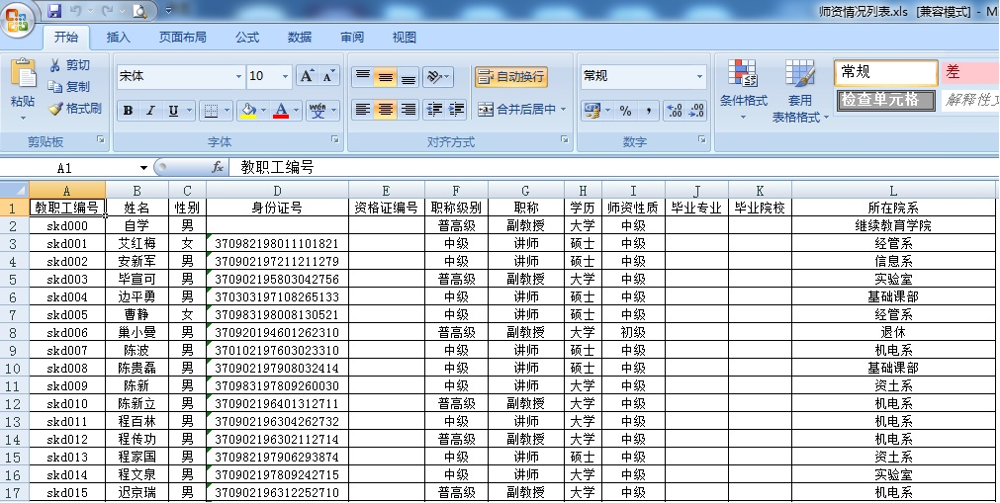 师资情况列表.xls [兼容模式] - M
开始 插入 页面布局 公式 数据 审阅 视图
粘贴 剪切 复制 格式刷
宋体 10 A A
B I U A wén 文
自动换行
合并后居中
常规
% ,
条件格式 套用 表格格式
常规 差
检查单元格 解释性文
剪贴板 字体 对齐方式 数字
A1 fx 教职工编号
A B C D E F G H I J K L
1 教职工编号 姓名 性别 身份证号 资格证编号 职称级别 职称 学历 师资性质 毕业专业 毕业院校 所在院系
2 skd000 自学 男 普高级 副教授 大学 中级 继续教育学院
3 skd001 艾红梅 女 370982198011101821 中级 讲师 硕士 中级 经管系
4 skd002 安新军 男 370902197211211279 中级 讲师 硕士 中级 信息系
5 skd003 毕宣可 男 370902195803042756 普高级 副教授 大学 中级 实验室
6 skd004 边平勇 男 370303197108265133 中级 讲师 硕士 中级 基础课部
7 skd005 曹静 女 370983198008130521 中级 讲师 硕士 中级 经管系
8 skd006 巢小曼 男 370920194601262310 普高级 副教授 大学 初级 退休
9 skd007 陈波 男 370102197603023310 中级 讲师 硕士 中级 机电系
10 skd008 陈贵磊 男 370902197908032414 中级 讲师 硕士 中级 基础课部
11 skd009 陈新 男 370983197809260030 中级 讲师 大学 中级 资土系
12 skd010 陈新立 男 370902196401312711 普高级 副教授 大学 中级 机电系
13 skd011 程百林 男 370902196304262732 中级 讲师 大学 中级 机电系
14 skd012 程传功 男 370902196302112714 普高级 副教授 大学 中级 机电系
15 skd013 程家国 男 370982197906293874 中级 讲师 硕士 中级 资土系
16 skd014 程文泉 男 370902197809242715 中级 讲师 大学 中级 实验室
17 skd015 迟京瑞 男 370902196312252710 普高级 副教授 大学 中级 机电系